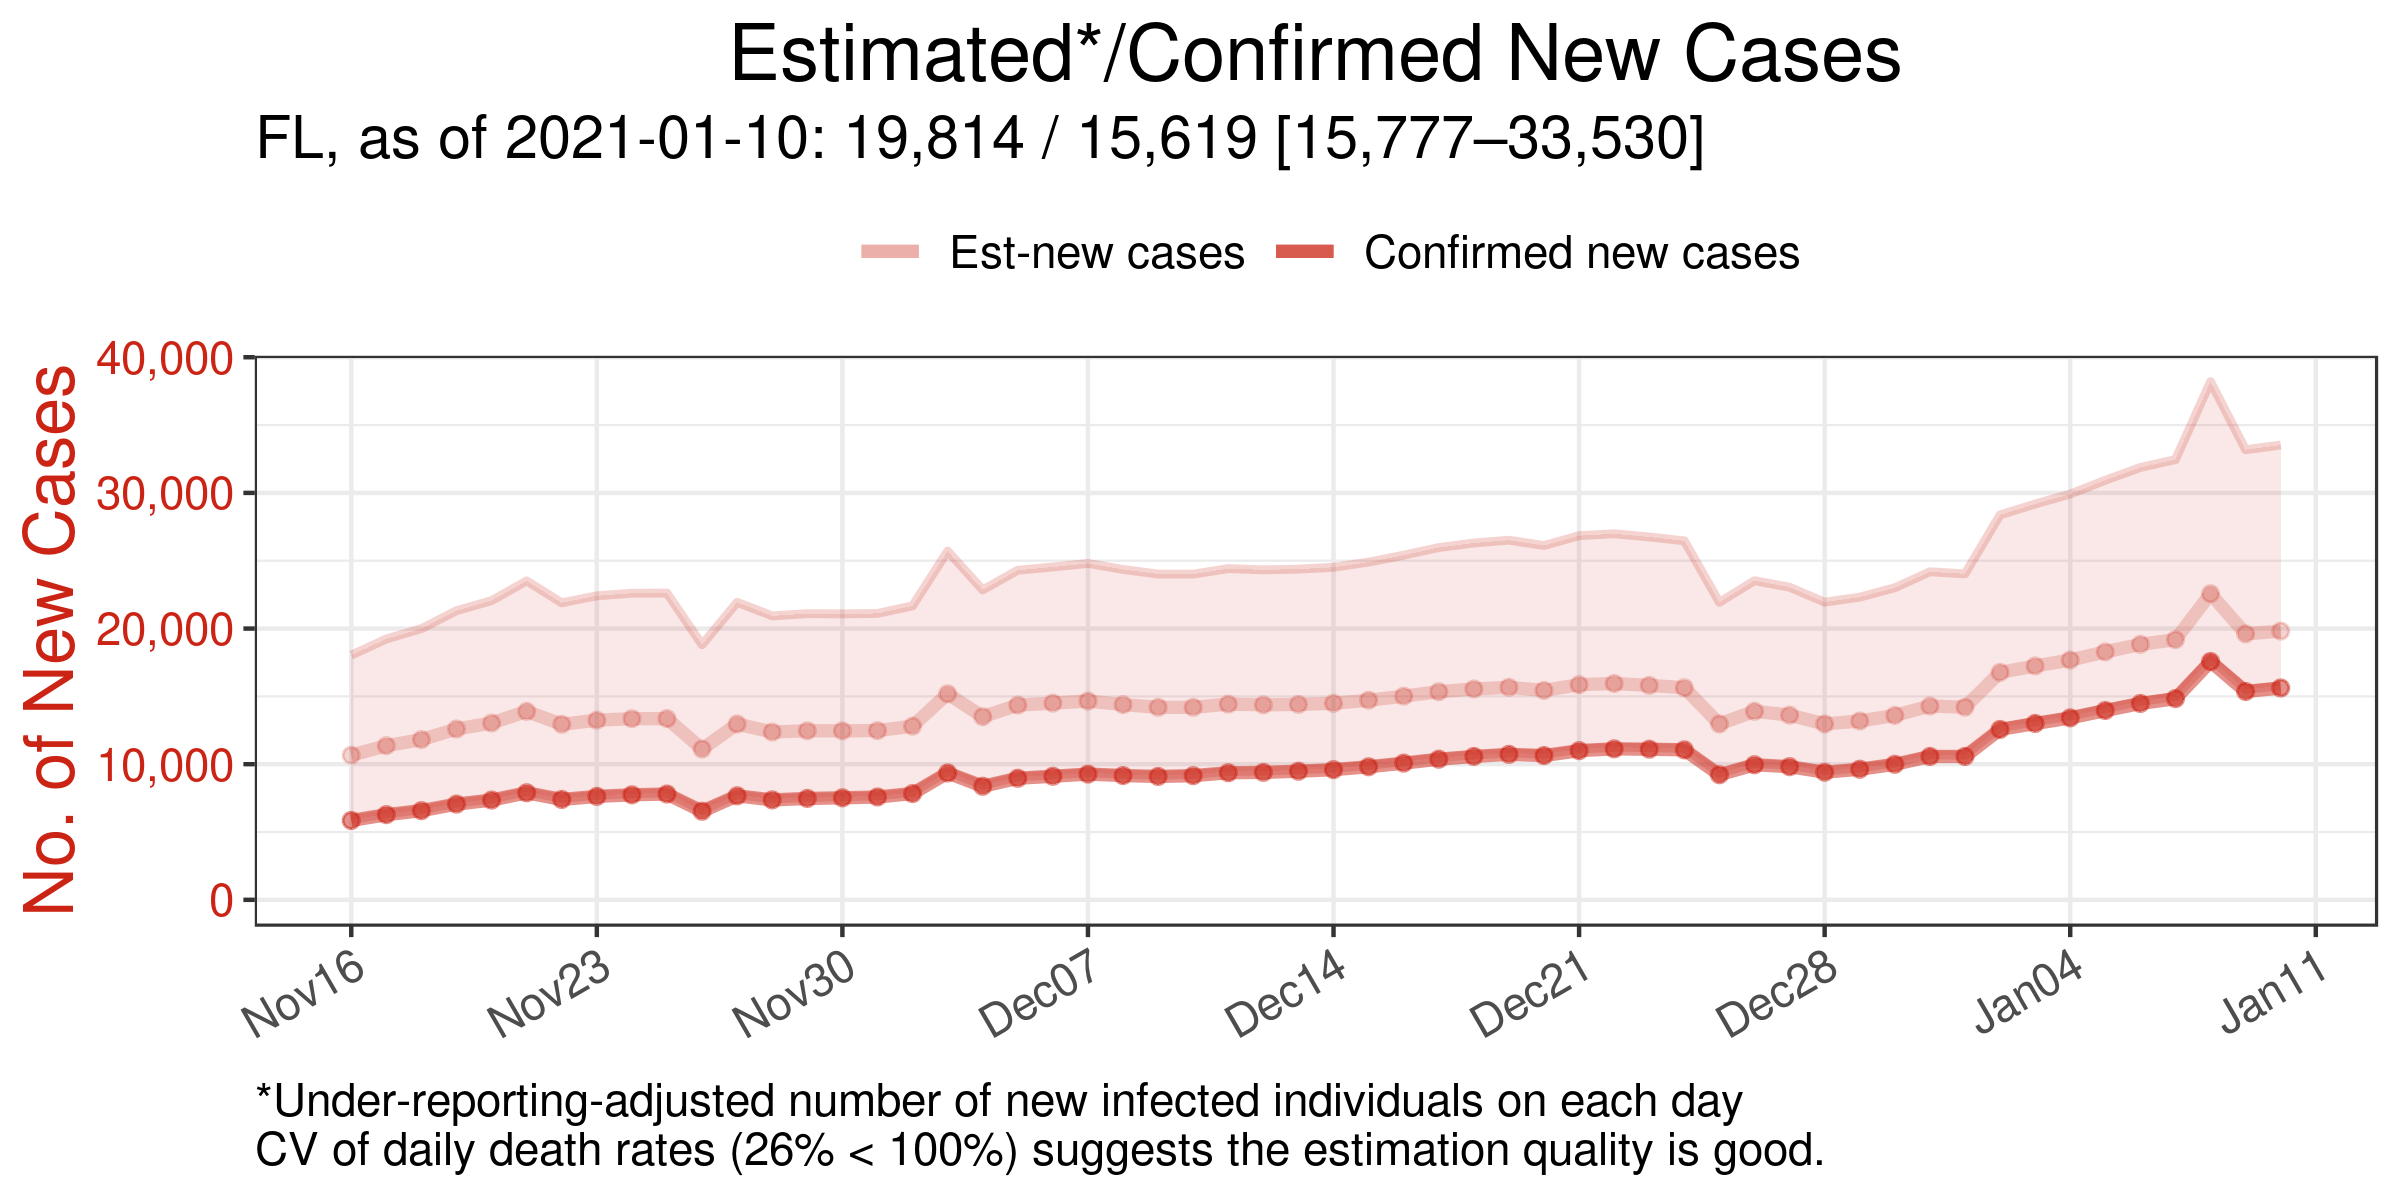 Estimated*/Confirmed New Cases
FL, as of 2021-01-10: 19,814 / 15,619 [15,777–33,530]
Est-new cases
Confirmed new cases
No. of New Cases
40,000
30,000
20,000
10,000
0
Nov16
Nov23
Nov30
Dec07
Dec14
Dec21
Dec28
Jan04
Jan11
*Under-reporting-adjusted number of new infected individuals on each day
CV of daily death rates (26% < 100%) suggests the estimation quality is good.